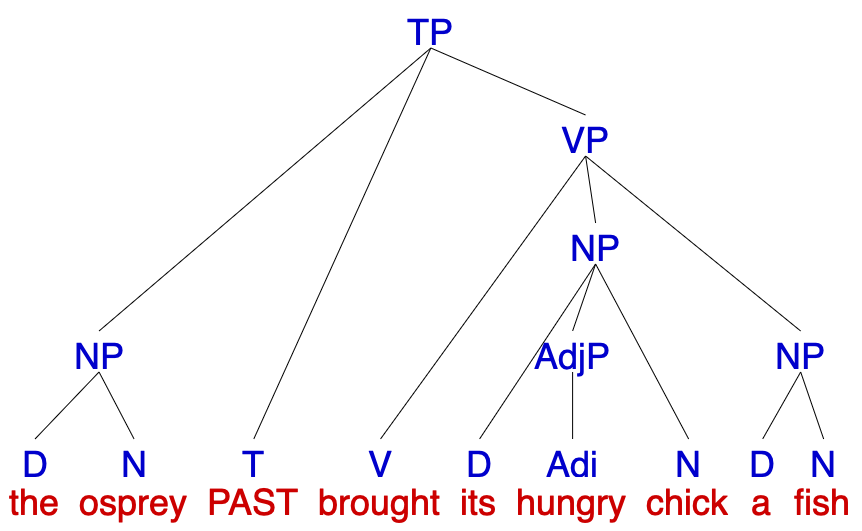 TP
VP
NP
NP AdjP NP
D N T V D Adi N D N
the osprey PAST brought its hungry chick a fish